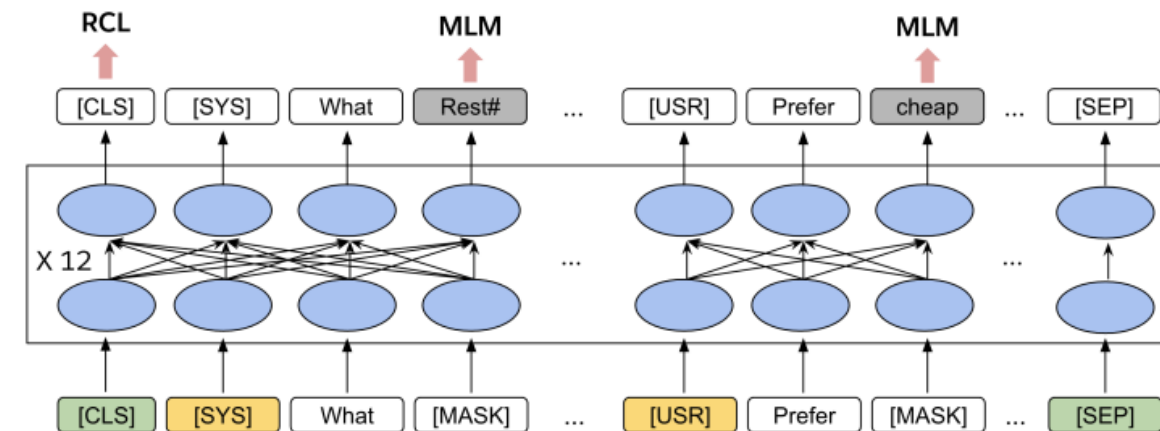 RCL MLM MLM
[CLS] [SYS] What Rest# ... [USR] Prefer cheap ... [SEP]
X 12 ... ...
[CLS] [SYS] What [MASK] ... [USR] Prefer [MASK] ... [SEP]